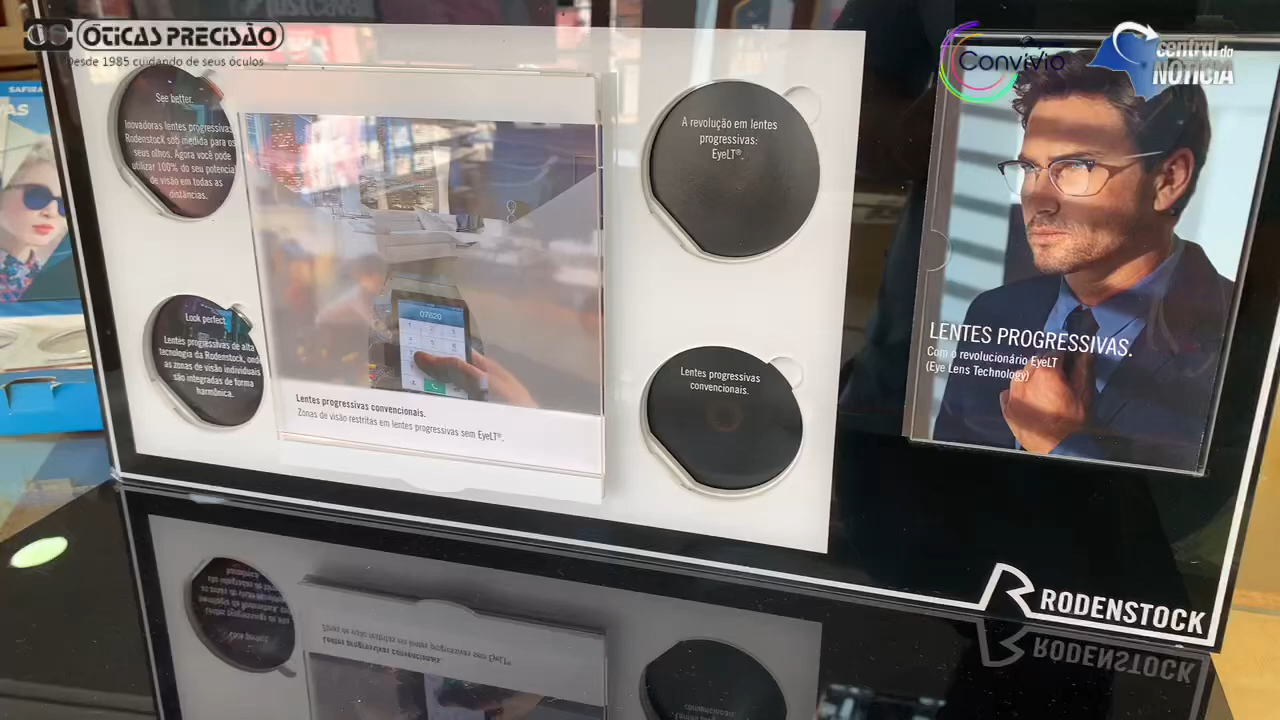 ÓTICAS PRECISÃO
Desde 1985 cuidando de seus óculos
Convivio
central da
NOTÍCIA
SAFIRA
See better.
Inovadoras lentes progressivas
Rodenstock sob medida para os
seus olhos. Agora você pode
utilizar 100% do seu potencial
de visão em todas as
distâncias.
Look perfect.
Lentes progressivas de alta
tecnologia da Rodenstock, onde
as zonas de visão individuais
são integradas de forma
harmônica.
07620
Lentes progressivas convencionais.
Zonas de visão restritas em lentes progressivas sem EyeLT®.
A revolução em lentes
progressivas:
EyeLT®.
Lentes progressivas
convencionais.
LENTES PROGRESSIVAS.
Com o revolucionário EyeLT
(Eye Lens Technology)
RODENSTOCK